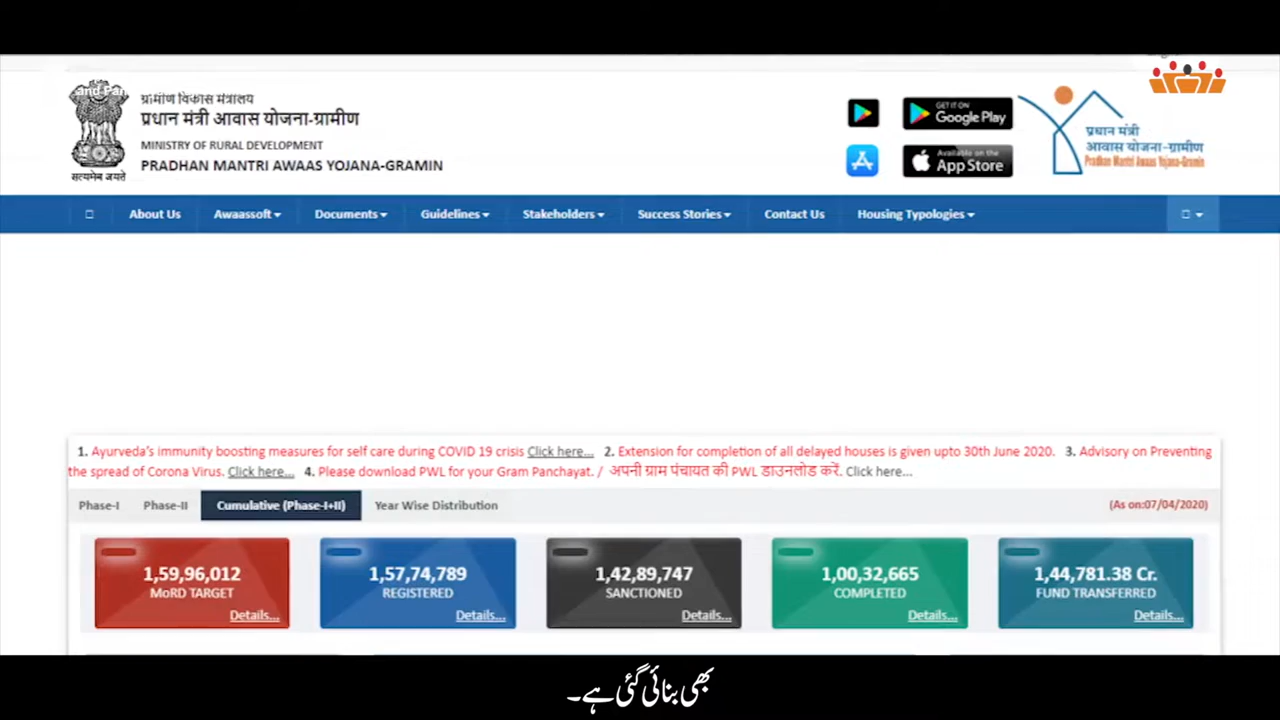 and Pan
ग्रामीण विकास मंत्रालय
प्रधान मंत्री आवास योजना-ग्रामीण
MINISTRY OF RURAL DEVELOPMENT
PRADHAN MANTRI AWAAS YOJANA-GRAMIN
सत्यमेव जयते
GET IT ON
Google Play
Available on the
App Store
प्रधान मंत्री
आवास योजना-ग्रामीण
Pradhan Mantri Awaas Yojana-Gramin
About Us Awaassoft Documents Guidelines Stakeholders Success Stories Contact Us Housing Typologies
1. Ayurveda's immunity boosting measures for self care during COVID 19 crisis Click here... 2. Extension for completion of all delayed houses is given upto 30th June 2020. 3. Advisory on Preventing
the spread of Corona Virus. Click here... 4. Please download PWL for your Gram Panchayat. / अपनी ग्राम पंचायत की PWL डाउनलोड करें. Click here...
Phase-I Phase-II Cumulative (Phase-I+II) Year Wise Distribution (As on:07/04/2020)
1,59,96,012 1,57,74,789 1,42,89,747 1,00,32,665 1,44,781.38 Cr.
MoRD TARGET REGISTERED SANCTIONED COMPLETED FUND TRANSFERRED
Details... Details... Details... Details... Details...
بھی بنائی گئی ہے۔